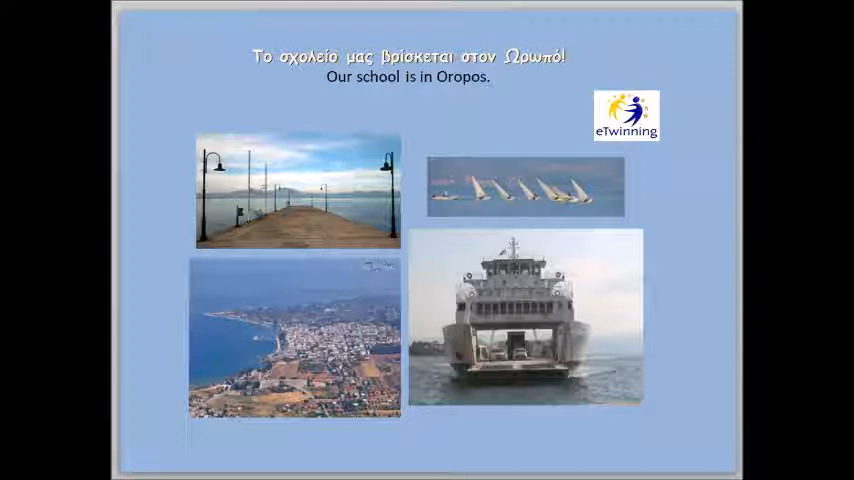 Το σχολείο μας βρίσκεται στον Ωρωπό!
Our school is in Oropos.
eTwinning